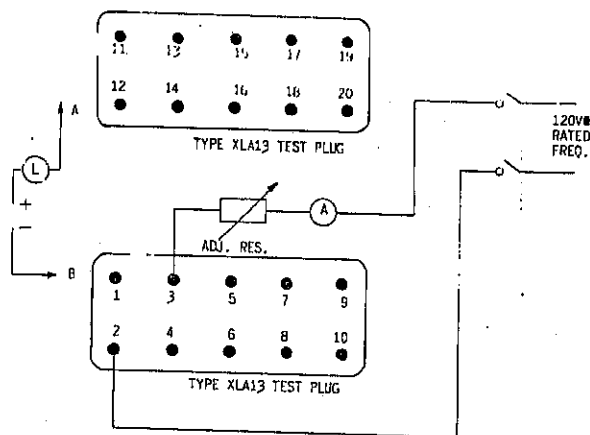 11 13 15 17 19
12 14 16 18 20
A
TYPE XLA13 TEST PLUG
120V
RATED
FREQ.
L
+
-
A
ADJ. RES.
B
1 3 5 7 9
2 4 6 8 10
TYPE XLA13 TEST PLUG